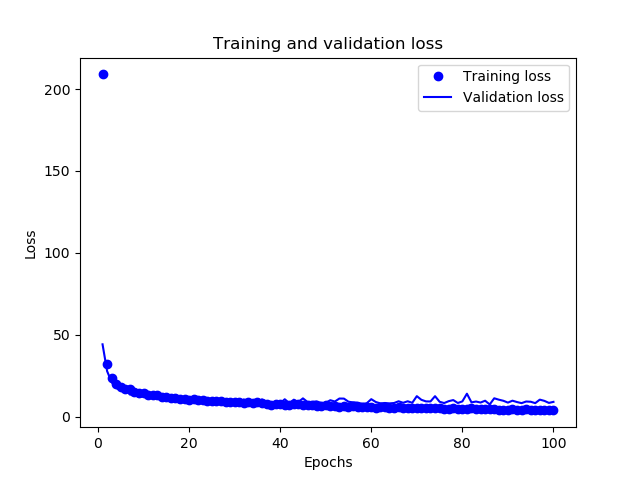 Training and validation loss
Training loss
Validation loss
200
150
100
50
0
Loss
0 20 40 60 80 100
Epochs